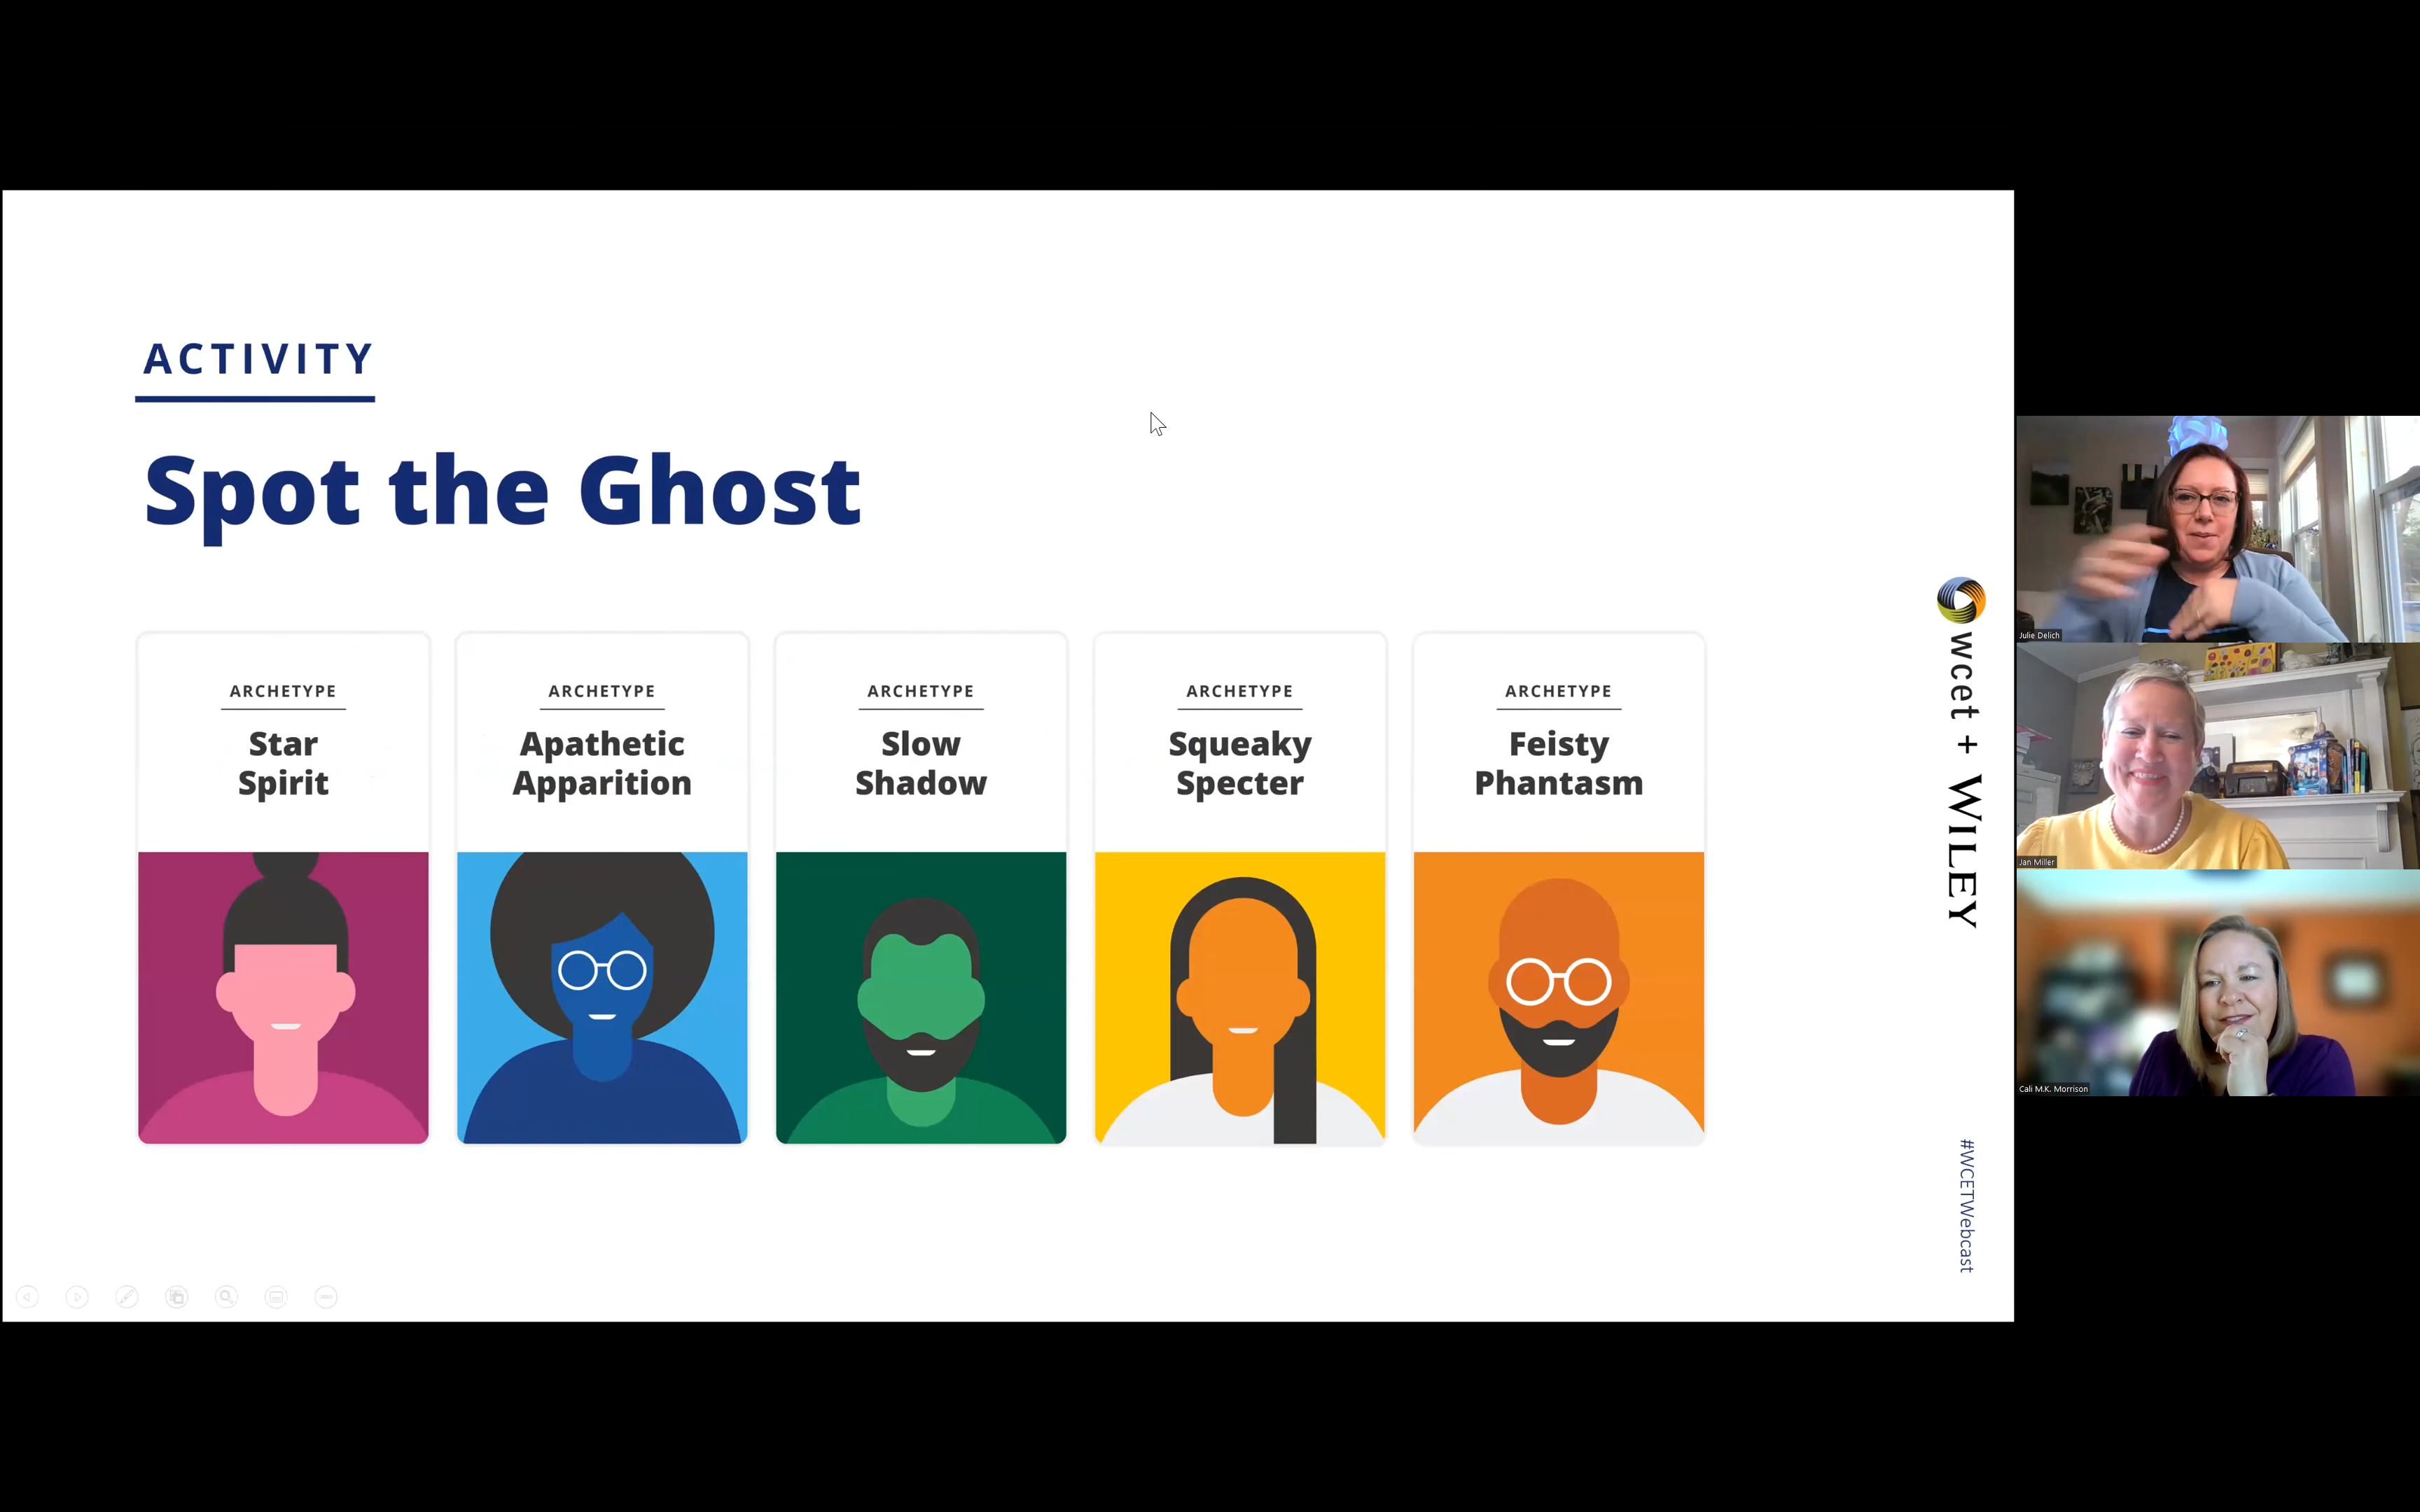 ACTIVITY
Spot the Ghost
ARCHETYPE
Star
Spirit
ARCHETYPE
Apathetic
Apparition
ARCHETYPE
Slow
Shadow
ARCHETYPE
Squeaky
Specter
ARCHETYPE
Feisty
Phantasm
wcet + WILEY
#WCETWebcast
Julie Delich
Jan Miller
Cali M.K. Morrison